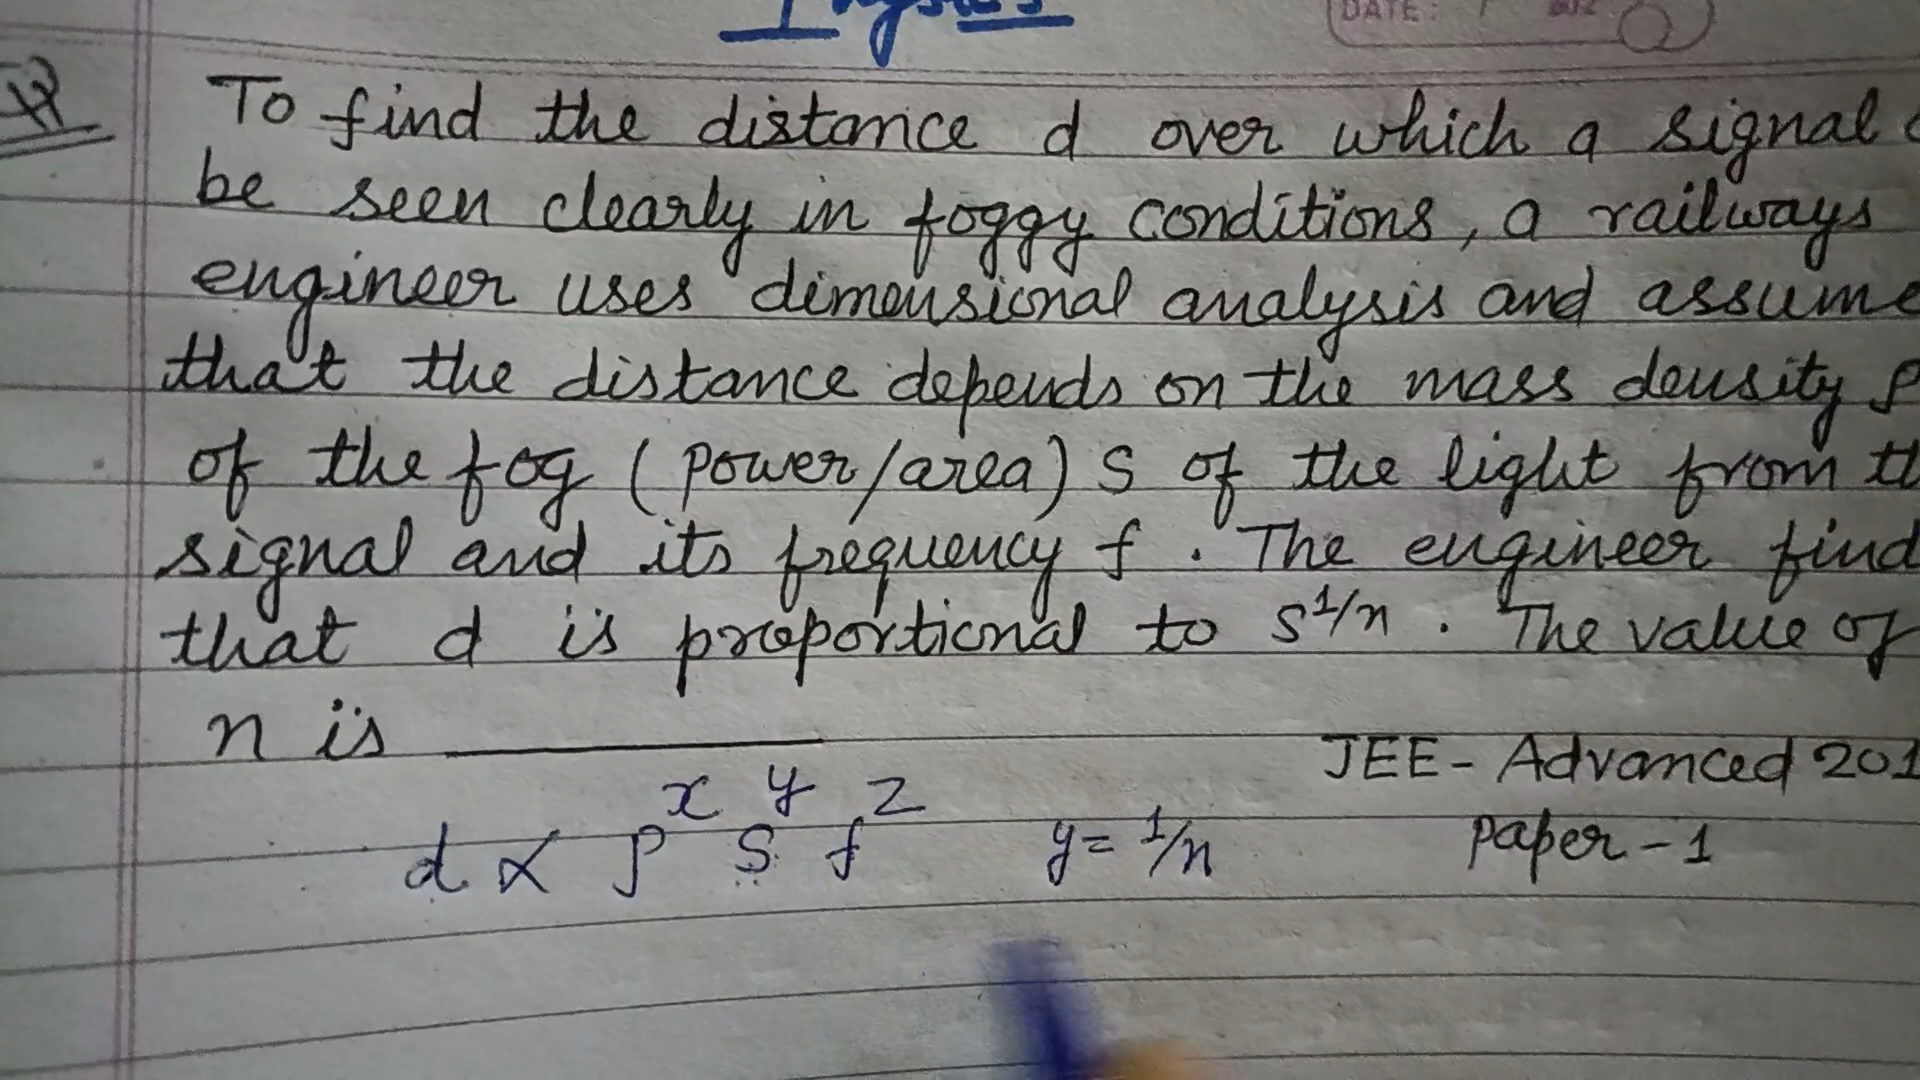 Physics
DATE:
To find the distance d over which a signal
be seen clearly in foggy conditions, a railways
engineer uses dimensional analysis and assume
that the distance depends on the mass density ρ
of the fog (power/area) S of the light from
signal and its frequency f. The engineer find
that d is proportional to S^1/n. The value of
n is ________
JEE-Advanced 201
Paper-1
d ∝ ρ^x S^y f^z y= 1/n